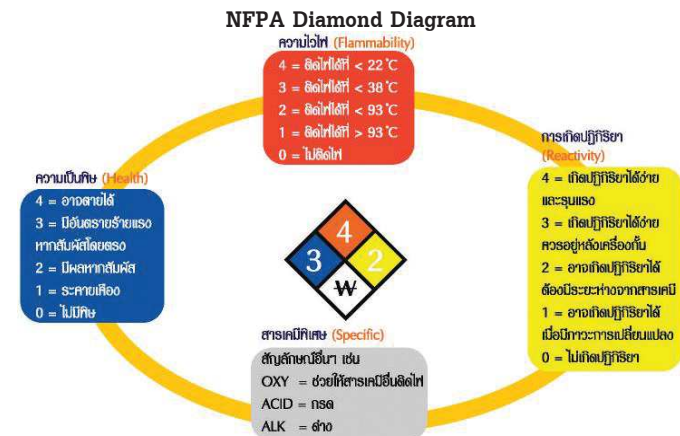 NFPA Diamond Diagram
ความไวไฟ (Flammability)
4 = ติดไฟได้ที่ < 22 °C
3 = ติดไฟได้ที่ < 38 °C
2 = ติดไฟได้ที่ < 93 °C
1 = ติดไฟได้ที่ > 93 °C
0 = ไม่ติดไฟ
ความเป็นพิษ (Health)
4 = อาจตายได้
3 = มีอันตรายร้ายแรง
หากสัมผัสโดยตรง
2 = มีผลหากสัมผัส
1 = ระคายเคือง
0 = ไม่มีพิษ
4
3
2
W
การเกิดปฏิกิริยา
(Reactivity)
4 = เกิดปฏิกิริยาได้ง่าย
และรุนแรง
3 = เกิดปฏิกิริยาได้ง่าย
ควรอยู่หลังเครื่องกั้น
2 = อาจเกิดปฏิกิริยาได้
ต้องมีระยะห่างจากสารเคมี
1 = อาจเกิดปฏิกิริยาได้
เมื่อมีภาวะการเปลี่ยนแปลง
0 = ไม่เกิดปฏิกิริยา
สารเคมีพิเศษ (Specific)
สัญลักษณ์อื่นๆ เช่น
OXY = ช่วยให้สารเคมีอื่นติดไฟ
ACID = กรด
ALK = ด่าง